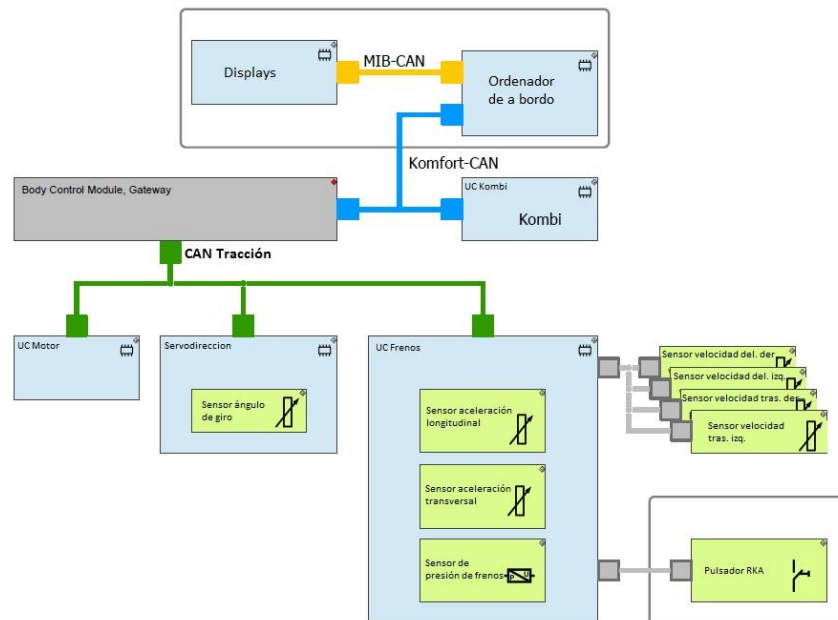 MIB-CAN
Displays
Ordenador
de a bordo
Komfort-CAN
Body Control Module, Gateway
UC Kombi
Kombi
CAN Tracción
UC Motor
Servodireccion
UC Frenos
Sensor velocidad del. der
Sensor velocidad del. izq.
Sensor velocidad tras. der
Sensor velocidad
tras. izq.
Sensor ángulo
de giro
Sensor aceleración
longitudinal
Sensor aceleración
transversal
Sensor de
presión de frenos
P U
Pulsador RKA